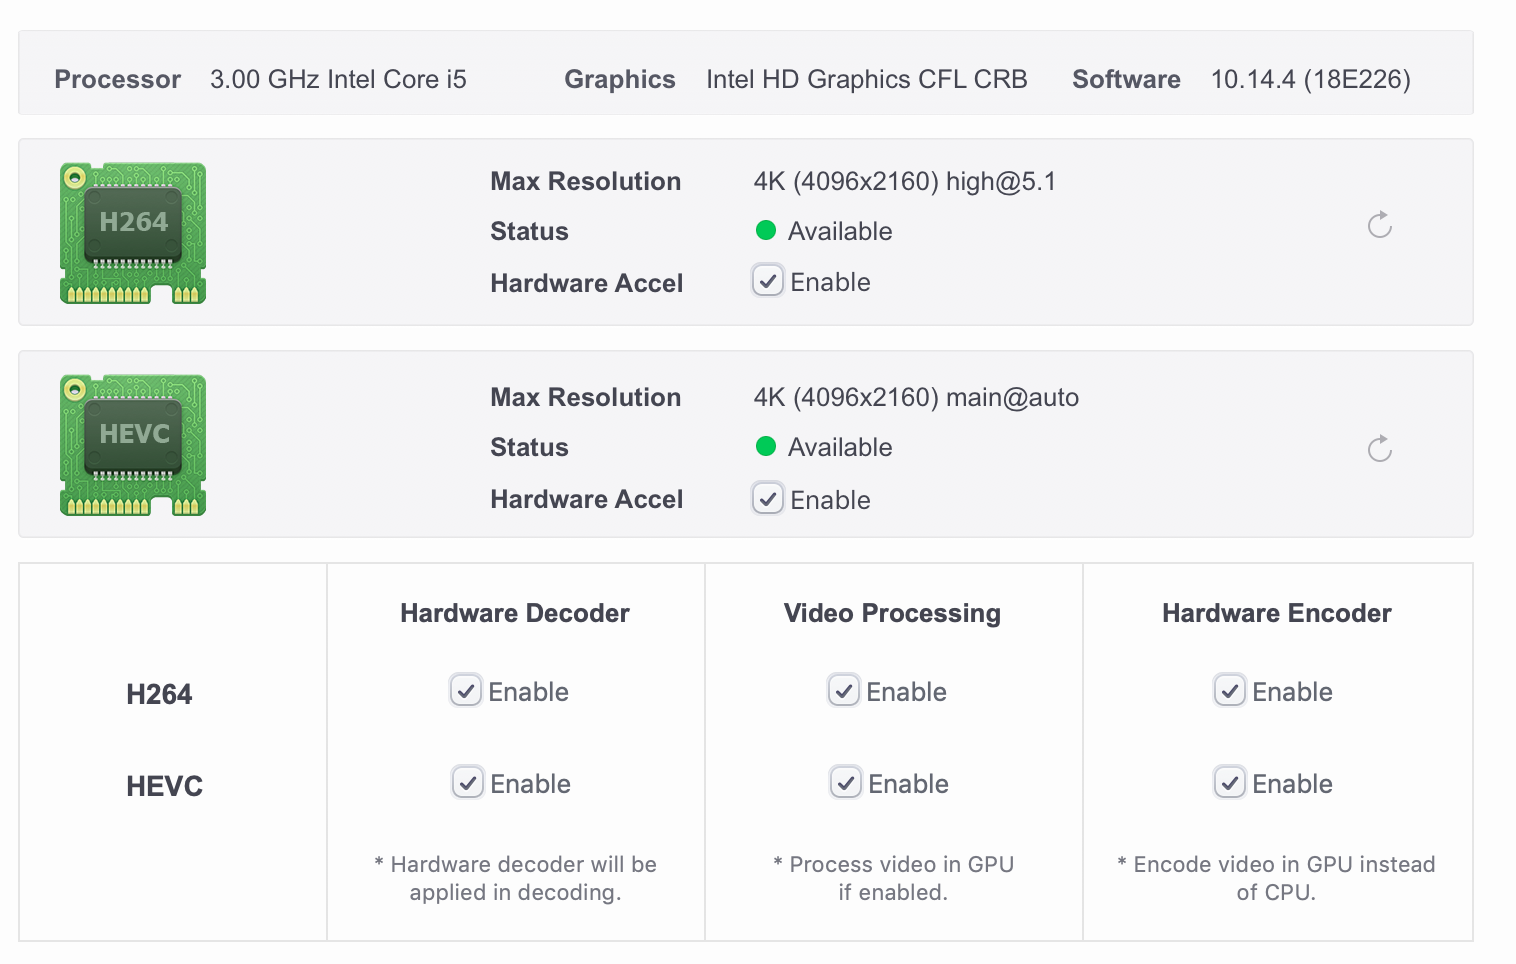 Processor 3.00 GHz Intel Core i5 Graphics Intel HD Graphics CFL CRB Software 10.14.4 (18E226)
H264
Max Resolution 4K (4096x2160) high@5.1
Status Available
Hardware Accel Enable
HEVC
Max Resolution 4K (4096x2160) main@auto
Status Available
Hardware Accel Enable
Hardware Decoder Video Processing Hardware Encoder
H264 Enable Enable Enable
HEVC Enable Enable Enable
* Hardware decoder will be
applied in decoding.
* Process video in GPU
if enabled.
* Encode video in GPU instead
of CPU.